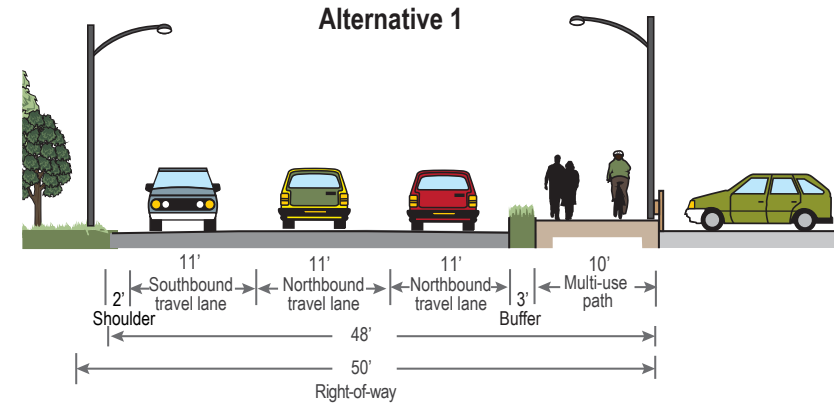 Alternative 1
11’ 11’ 11’ 10’
Southbound Northbound Northbound Multi-use
2’ travel lane travel lane travel lane 3’ path
Shoulder Buffer
48’
50’
Right-of-way